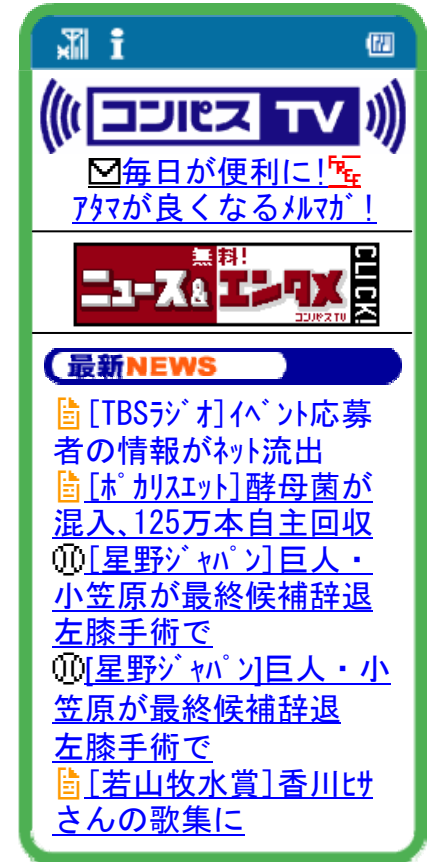 コンパス TV
毎日が便利に!FREE
ｱﾀﾏが良くなるﾒﾙﾏｶﾞ!
無料!
ニュース&エンタメ
コンパスTV
CLICK!
最新NEWS
[TBSﾗｼﾞｵ]ｲﾍﾞﾝﾄ応募
者の情報がﾈｯﾄ流出
[ﾎﾟｶﾘｽｴｯﾄ]酵母菌が
混入､125万本自主回収
[星野ｼﾞｬﾊﾟﾝ]巨人・
小笠原が最終候補辞退
左膝手術で
[星野ｼﾞｬﾊﾟﾝ]巨人・小
笠原が最終候補辞退
左膝手術で
[若山牧水賞]香川ﾋｻ
さんの歌集に